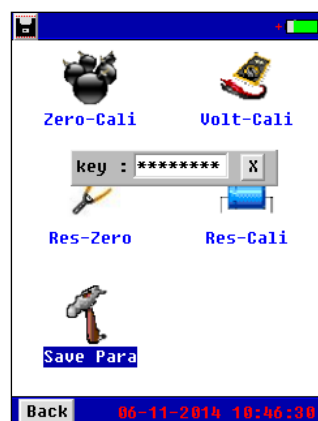 Zero-Cali Volt-Cali
key : ******** X
Res-Zero Res-Cali
Save Para
Back 06-11-2014 10:46:30